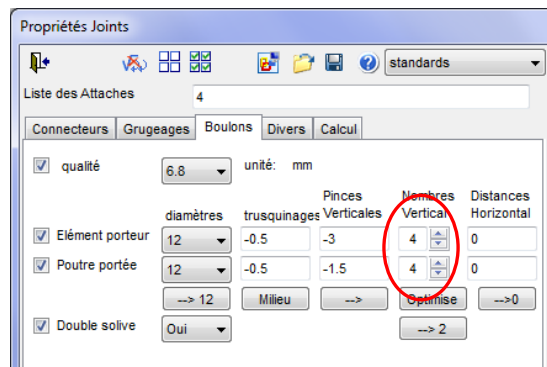 Propriétés Joints
standards
Liste des Attaches 4
Connecteurs Grugeages Boulons Divers Calcul
qualité 6.8 unité: mm
Pinces Nombres Distances
diamètres trusquinages Verticales Vertical Horizontal
Elément porteur 12 -0.5 -3 4 0
Poutre portée 12 -0.5 -1.5 4 0
--> 12 Milieu --> Optimise -->0
Double solive Oui --> 2